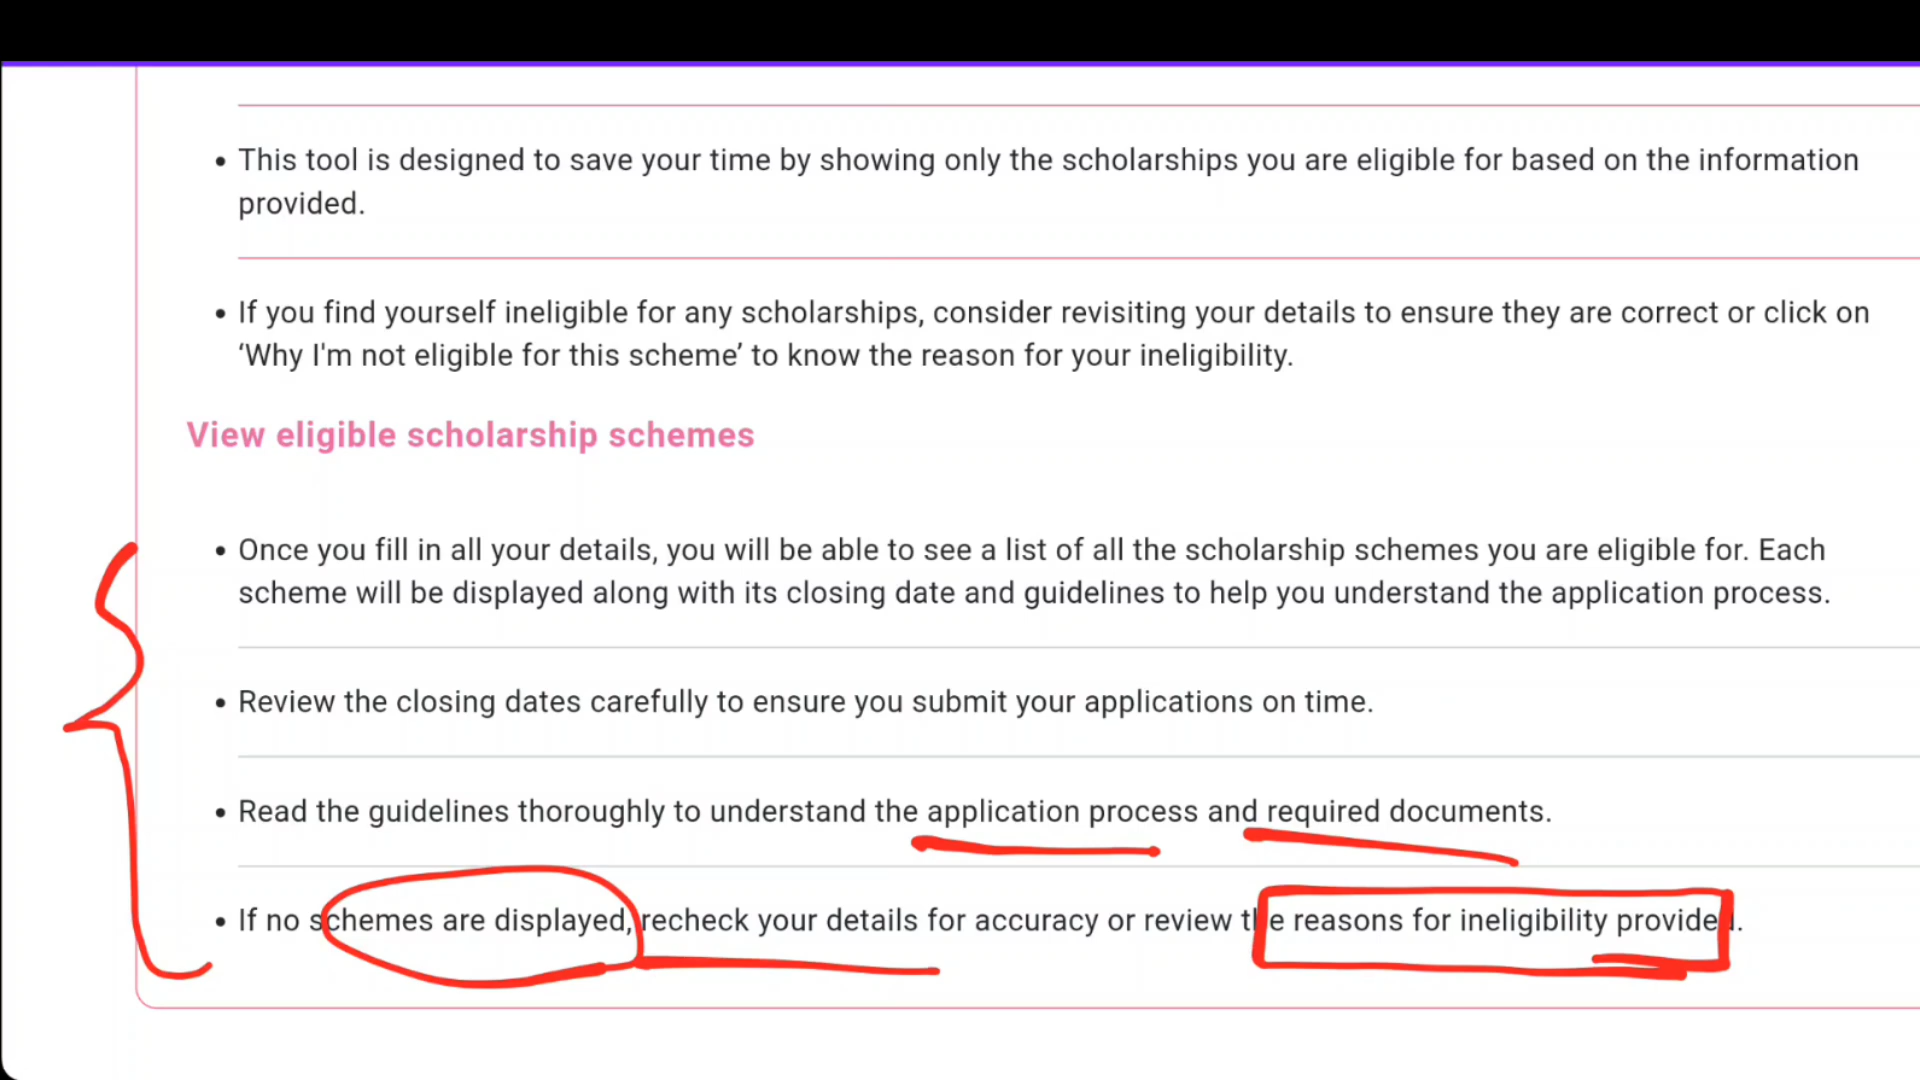 • This tool is designed to save your time by showing only the scholarships you are eligible for based on the information
provided.
• If you find yourself ineligible for any scholarships, consider revisiting your details to ensure they are correct or click on
‘Why I'm not eligible for this scheme’ to know the reason for your ineligibility.
View eligible scholarship schemes
• Once you fill in all your details, you will be able to see a list of all the scholarship schemes you are eligible for. Each
scheme will be displayed along with its closing date and guidelines to help you understand the application process.
• Review the closing dates carefully to ensure you submit your applications on time.
• Read the guidelines thoroughly to understand the application process and required documents.
• If no schemes are displayed, recheck your details for accuracy or review the reasons for ineligibility provided.